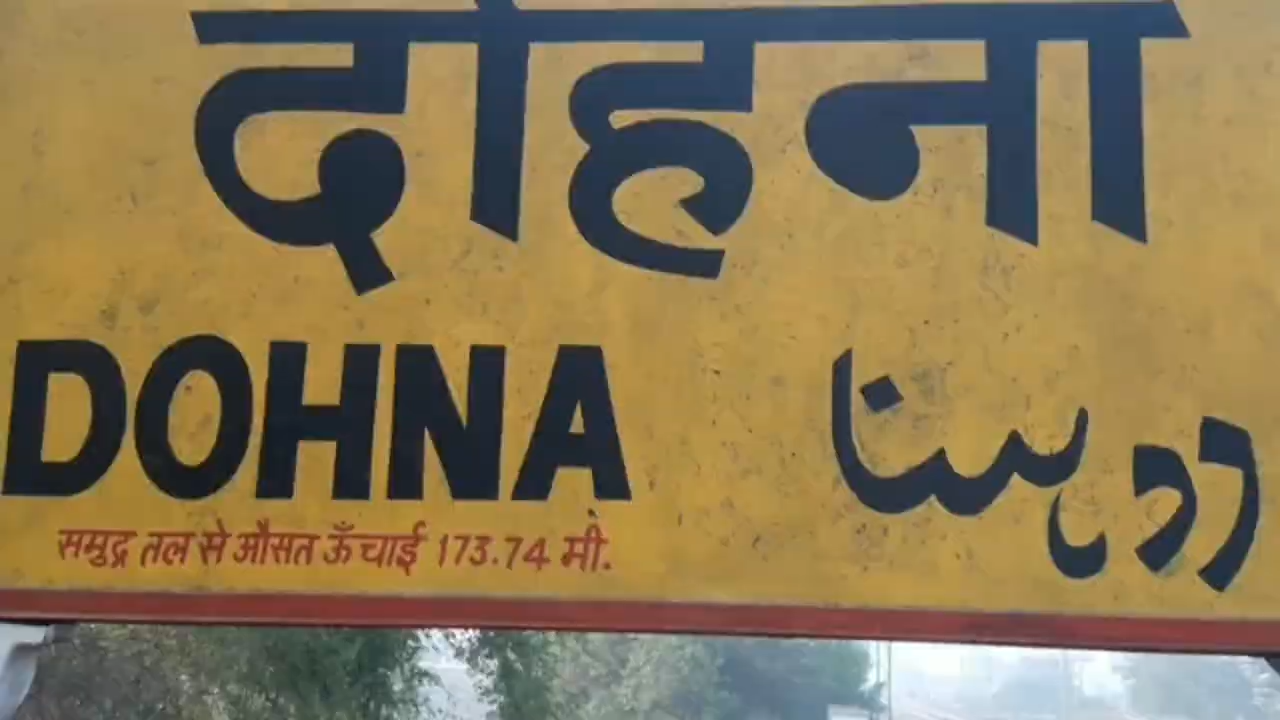 दोहना
DOHNA
دوہنا
समुद्र तल से औसत ऊँचाई 173.74 मी.